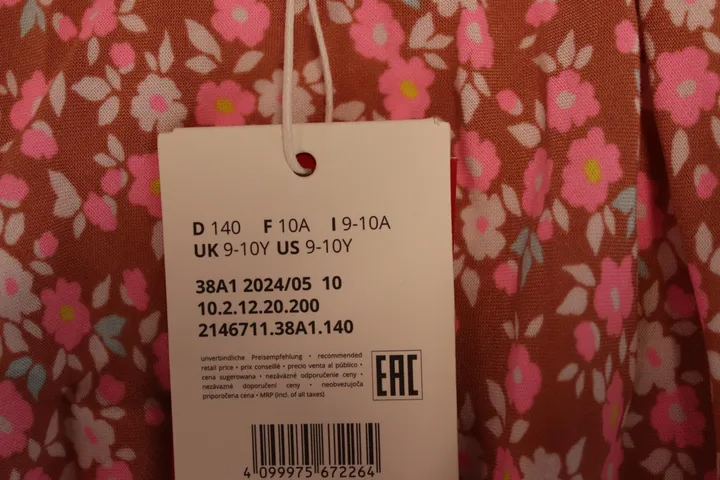 D 140 F 10A I 9-10A
UK 9-10Y US 9-10Y
38A1 2024/05 10
10.2.12.20.200
2146711.38A1.140
unverbindliche Preisempfehlung • recommended
retail price • prix conseillé • precio venta al público •
cena sugerowana • nezávazné odporučenie ceny •
nezávazné doporučení ceny • neobvezujoča
priporočena cena • MRP (incl. of all taxes)
EAC
4 099975 672264